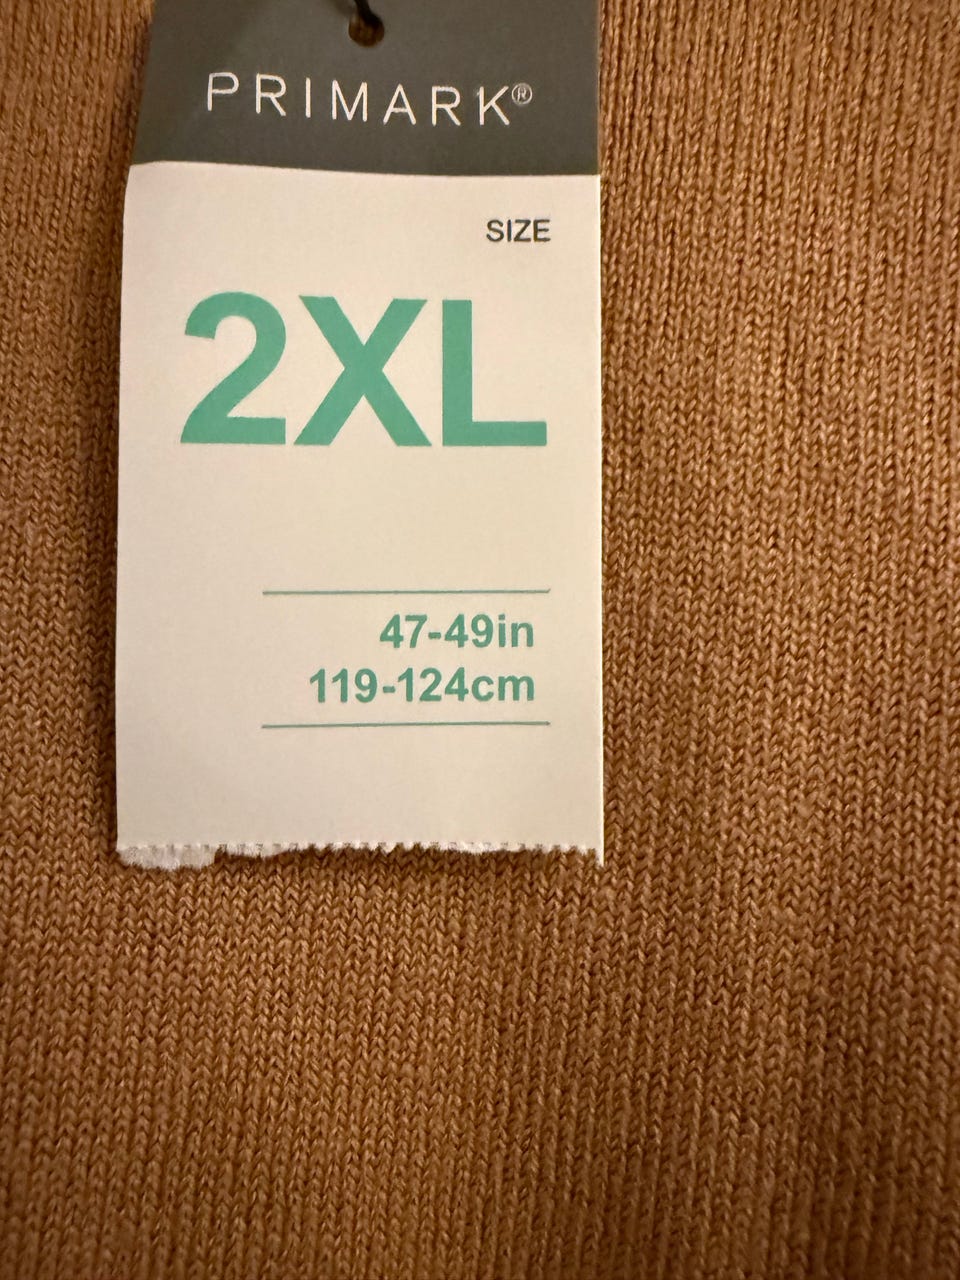 PRIMARK®
SIZE
2XL
47-49in
119-124cm